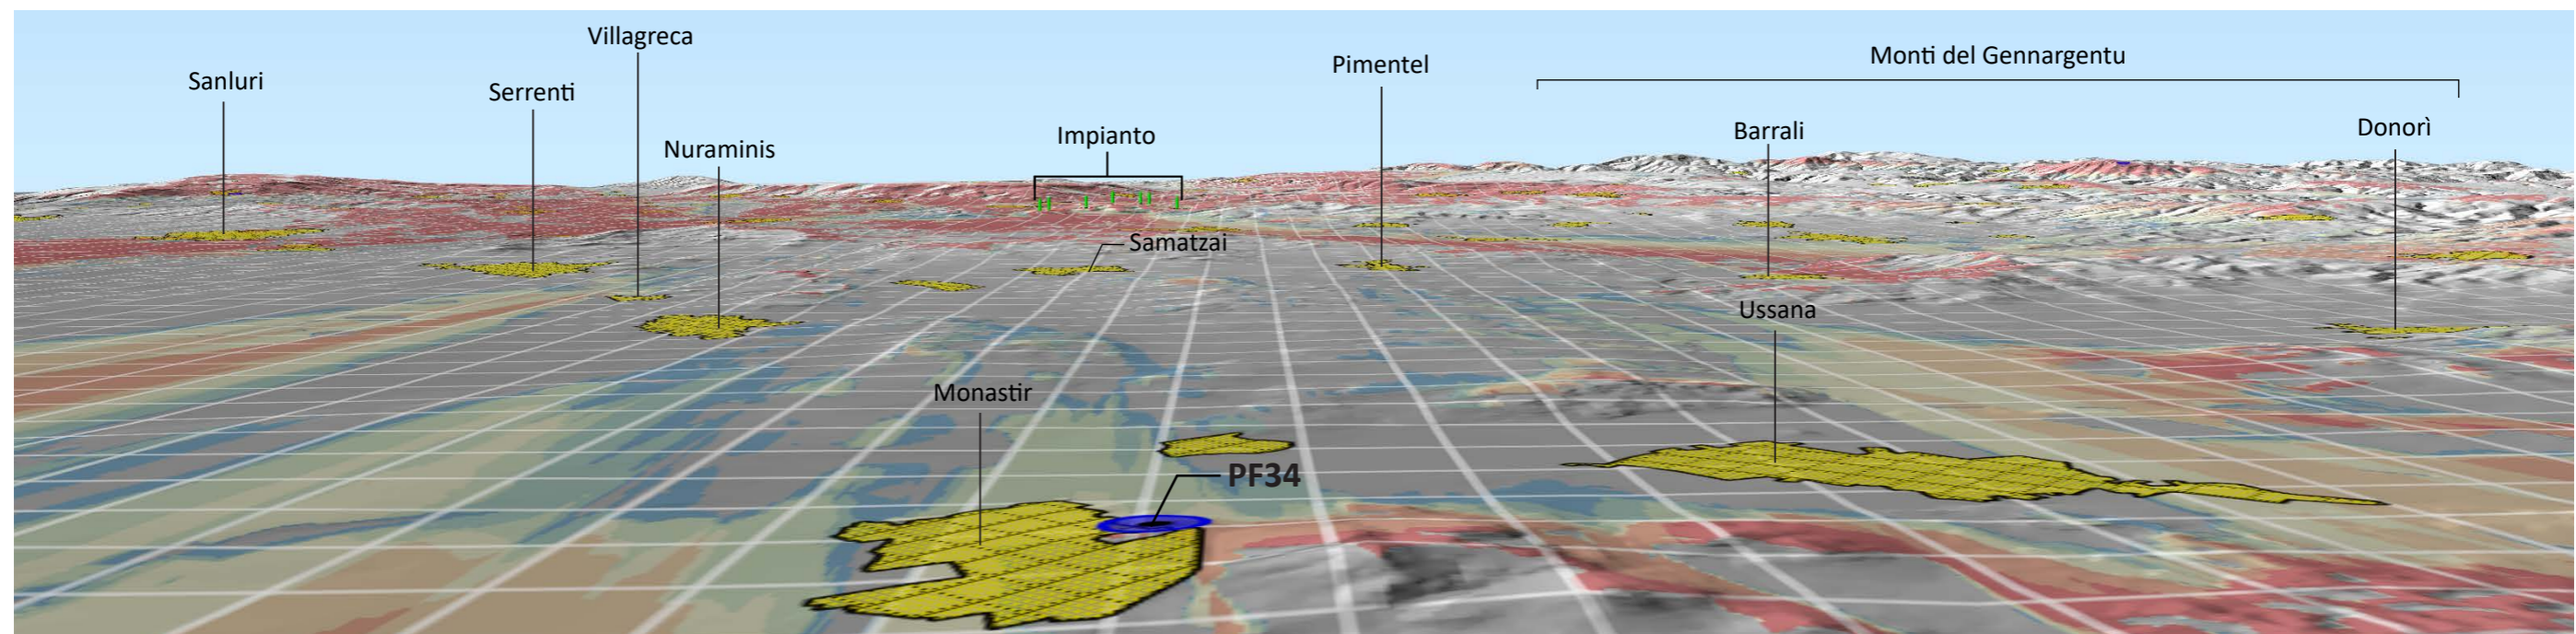 Villagreca
Monti del Gennargentu
Pimentel
Sanluri
Serrenti
Donorì
Barrali
Impianto
Nuraminis
Samatzai
Ussana
Monastir
PF34